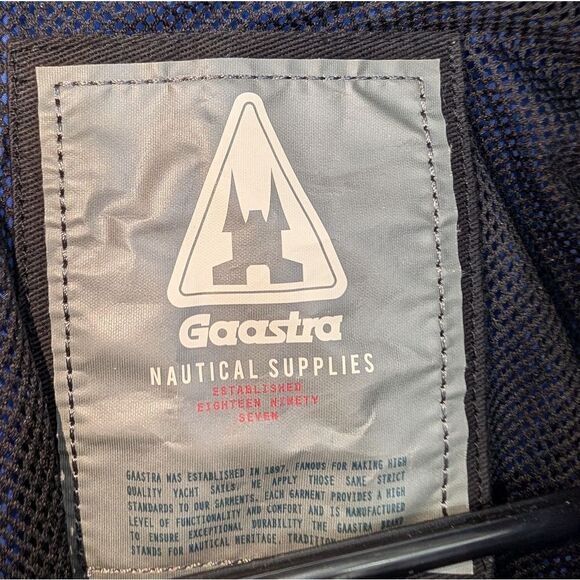 Gaastra
NAUTICAL SUPPLIES
ESTABLISHED
EIGHTEEN NINETY
SEVEN
GAASTRA WAS ESTABLISHED IN 1897. FAMOUS FOR MAKING HIGH
QUALITY YACHT SAILS. WE APPLY THOSE SAME STRICT
STANDARDS TO OUR GARMENTS. EACH GARMENT PROVIDES A HIGH
LEVEL OF FUNCTIONALITY AND COMFORT AND IS MANUFACTURED
TO ENSURE EXCEPTIONAL DURABILITY THE GAASTRA BRAND
STANDS FOR NAUTICAL HERITAGE, TRADITION